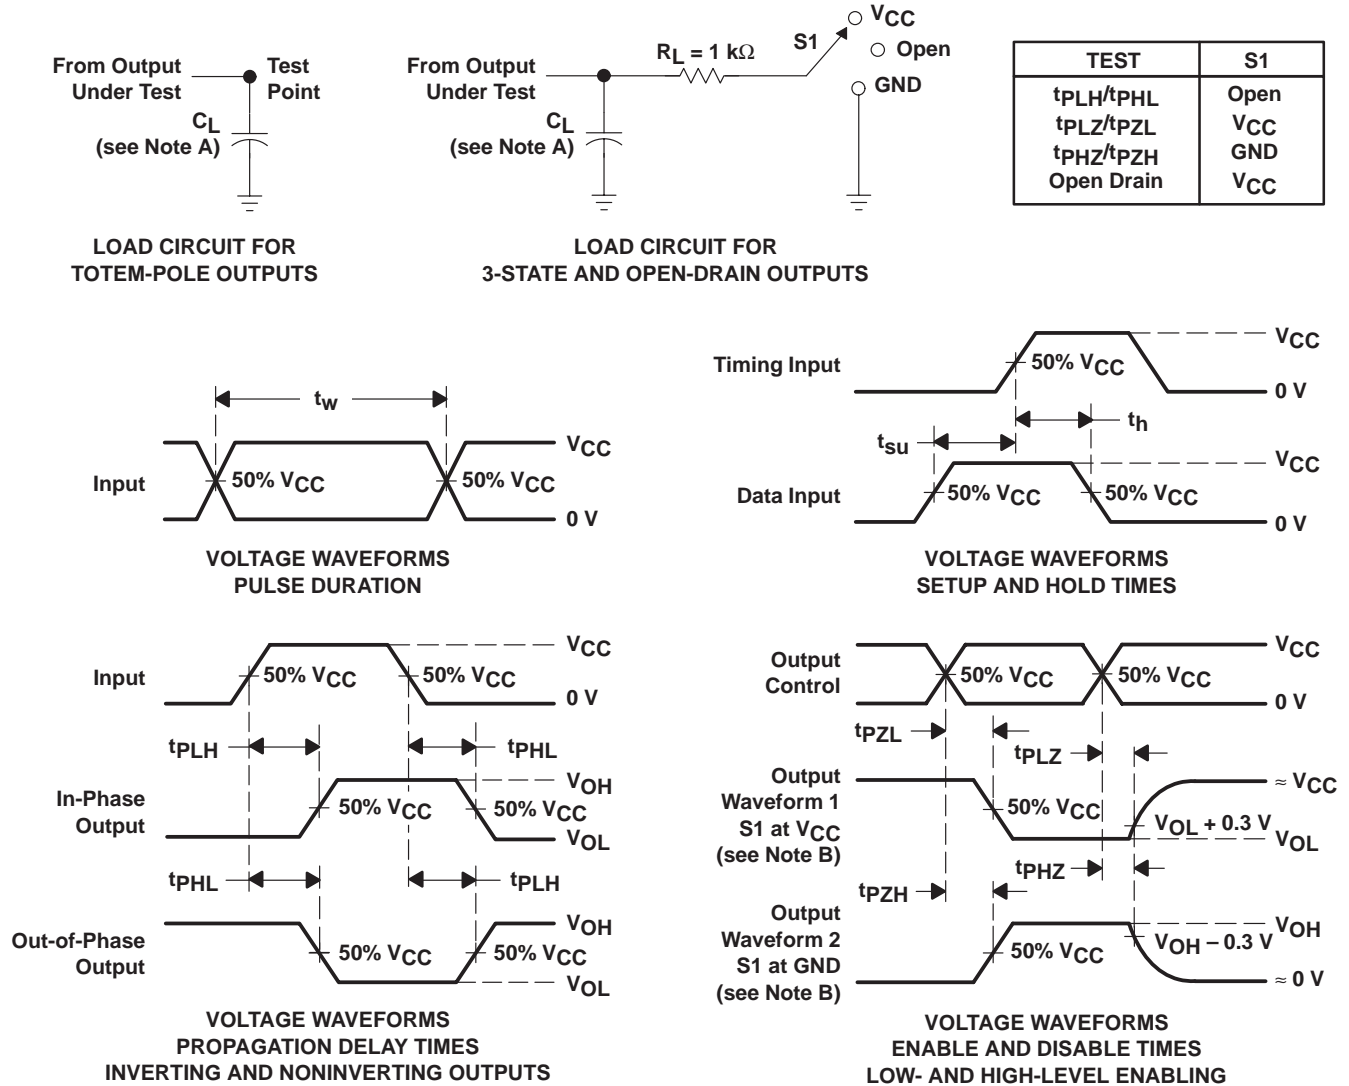 From Output
Under Test
Test
Point
CL
(see Note A)
LOAD CIRCUIT FOR
TOTEM-POLE OUTPUTS
From Output
Under Test
CL
(see Note A)
RL = 1 kΩ
S1
VCC
Open
GND
LOAD CIRCUIT FOR
3-STATE AND OPEN-DRAIN OUTPUTS
TEST S1
tPLH/tPHL Open
tPLZ/tPZL VCC
tPHZ/tPZH GND
Open Drain VCC
tw
Input
50% VCC
50% VCC
VCC
0 V
VOLTAGE WAVEFORMS
PULSE DURATION
Timing Input
50% VCC
VCC
0 V
tsu
th
Data Input
50% VCC
50% VCC
VCC
0 V
VOLTAGE WAVEFORMS
SETUP AND HOLD TIMES
Input
50% VCC
50% VCC
VCC
0 V
tPLH
tPHL
In-Phase
Output
50% VCC
50% VCC
VOH
VOL
tPHL
tPLH
Out-of-Phase
Output
50% VCC
50% VCC
VOH
VOL
VOLTAGE WAVEFORMS
PROPAGATION DELAY TIMES
INVERTING AND NONINVERTING OUTPUTS
Output
Control
50% VCC
50% VCC
VCC
0 V
tPZL
tPLZ
Output
Waveform 1
S1 at VCC
(see Note B)
50% VCC
VOL + 0.3 V
≈ VCC
VOL
tPZH
tPHZ
Output
Waveform 2
S1 at GND
(see Note B)
50% VCC
VOH − 0.3 V
VOH
≈ 0 V
VOLTAGE WAVEFORMS
ENABLE AND DISABLE TIMES
LOW- AND HIGH-LEVEL ENABLING